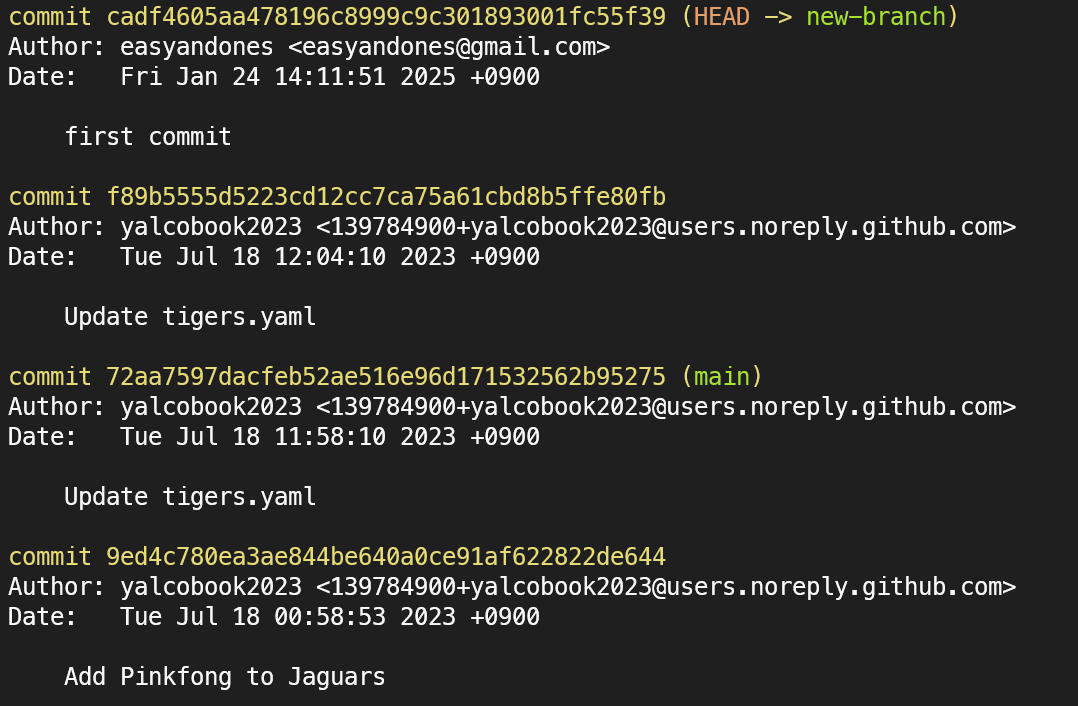 commit cadf4605aa478196c8999c9c301893001fc55f39 (HEAD -> new-branch)
Author: easyandones <easyandones@gmail.com>
Date:   Fri Jan 24 14:11:51 2025 +0900
first commit
commit f89b5555d5223cd12cc7ca75a61cbd8b5ffe80fb
Author: yalcobook2023 <139784900+yalcobook2023@users.noreply.github.com>
Date:   Tue Jul 18 12:04:10 2023 +0900
Update tigers.yaml
commit 72aa7597dacfeb52ae516e96d171532562b95275 (main)
Author: yalcobook2023 <139784900+yalcobook2023@users.noreply.github.com>
Date:   Tue Jul 18 11:58:10 2023 +0900
Update tigers.yaml
commit 9ed4c780ea3ae844be640a0ce91af622822de644
Author: yalcobook2023 <139784900+yalcobook2023@users.noreply.github.com>
Date:   Tue Jul 18 00:58:53 2023 +0900
Add Pinkfong to Jaguars